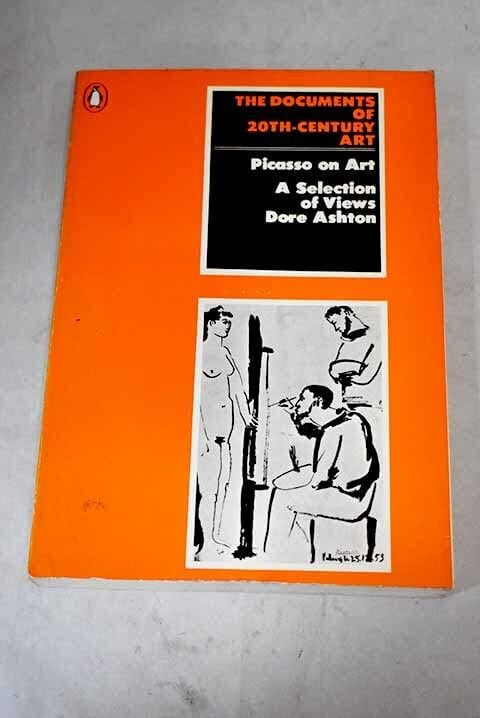 THE DOCUMENTS
OF
20TH-CENTURY
ART
Picasso on Art
A Selection
of Views
Dore Ashton